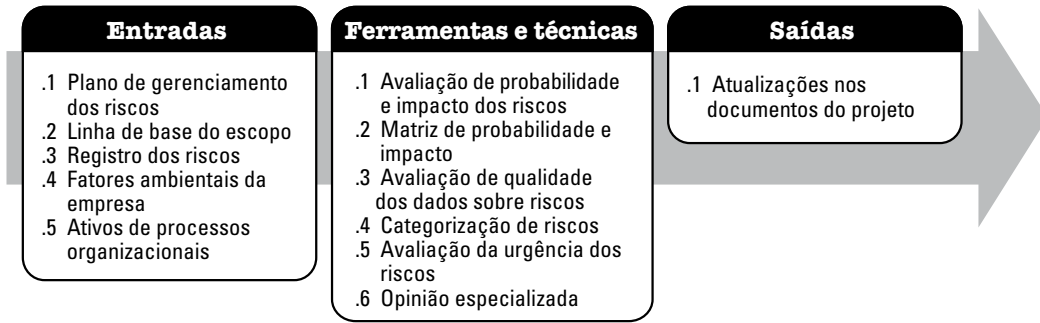 Entradas
.1 Plano de gerenciamento
dos riscos
.2 Linha de base do escopo
.3 Registro dos riscos
.4 Fatores ambientais da
empresa
.5 Ativos de processos
organizacionais
Ferramentas e técnicas
.1 Avaliação de probabilidade
e impacto dos riscos
.2 Matriz de probabilidade e
impacto
.3 Avaliação de qualidade
dos dados sobre riscos
.4 Categorização de riscos
.5 Avaliação da urgência dos
riscos
.6 Opinião especializada
Saídas
.1 Atualizações nos
documentos do projeto